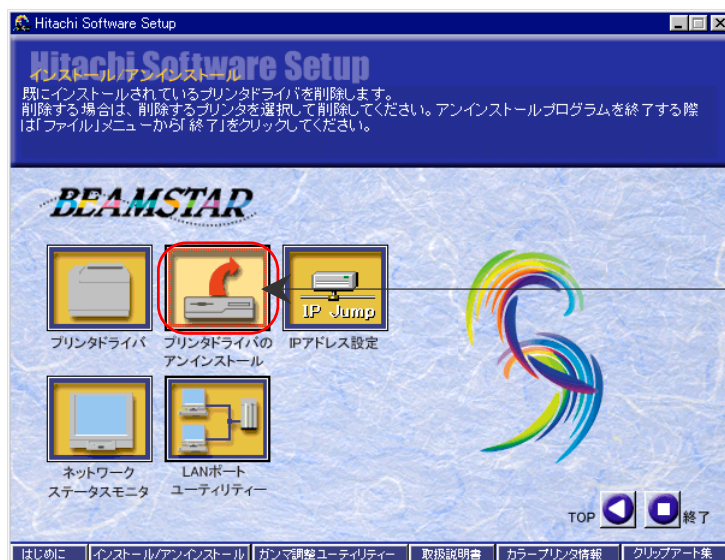 Hitachi Software Setup
Hitachi Software Setup
インストール/アンインストール
既にインストールされているプリンタドライバを削除します。
削除する場合は、削除するプリンタを選択して削除してください。アンインストールプログラムを終了する際
は「ファイル」メニューから「終了」をクリックしてください。
BEAMSTAR
IP Jump
プリンタドライバ
プリンタドライバの
アンインストール
IPアドレス設定
ネットワーク
ステータスモニタ
LANポート
ユーティリティー
TOP
終了
はじめに
インストール/アンインストール
ガンマ調整ユーティリティー
取扱説明書
カラープリンタ情報
クリップアート集